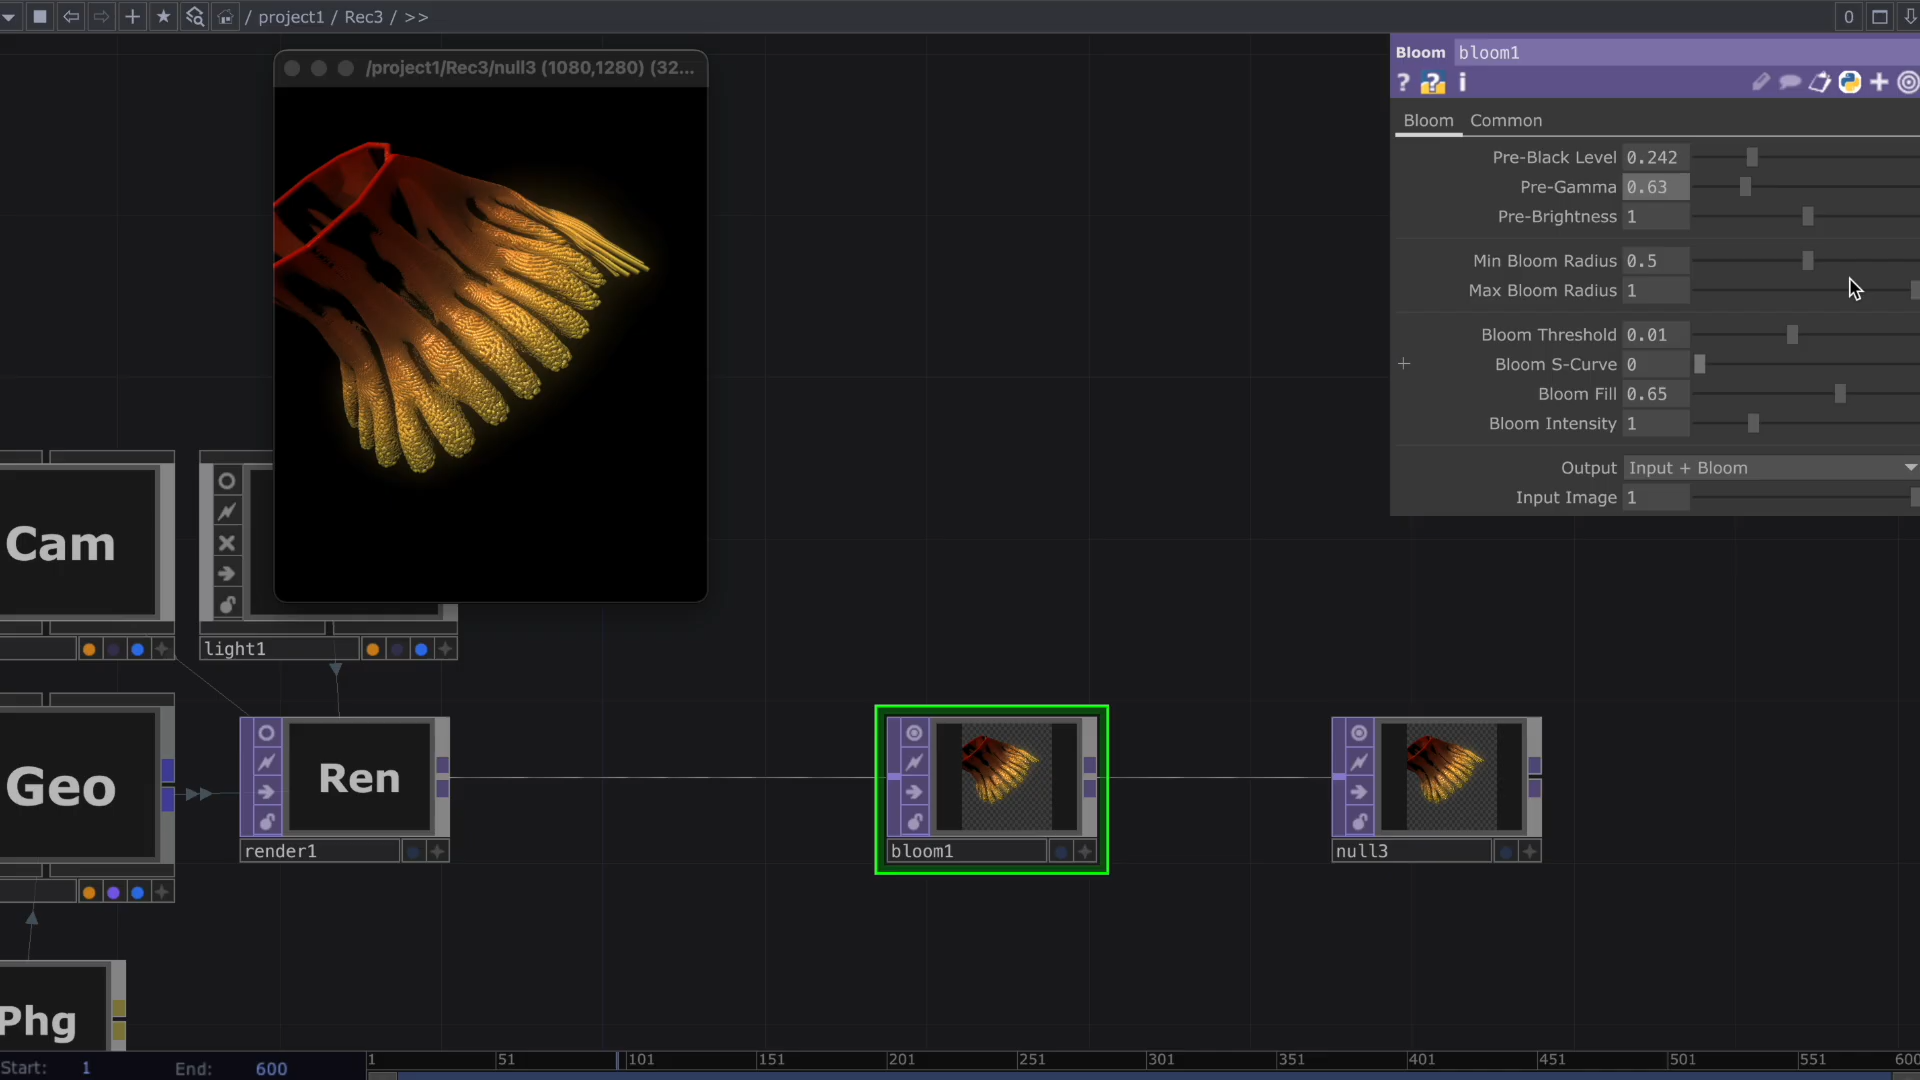 / project1 / Rec3 / >>
0
/project1/Rec3/null3 (1080,1280) (32...
Bloom bloom1
? ? i
Bloom Common
Pre-Black Level 0.242
Pre-Gamma 0.63
Pre-Brightness 1
Min Bloom Radius 0.5
Max Bloom Radius 1
Bloom Threshold 0.01
Bloom S-Curve 0
Bloom Fill 0.65
Bloom Intensity 1
Output Input + Bloom
Input Image 1
Cam
light1
Geo
Ren
render1
bloom1
null3
Phg
Start: 1 End: 600
1 51 101 151 201 251 301 351 401 451 501 551 600